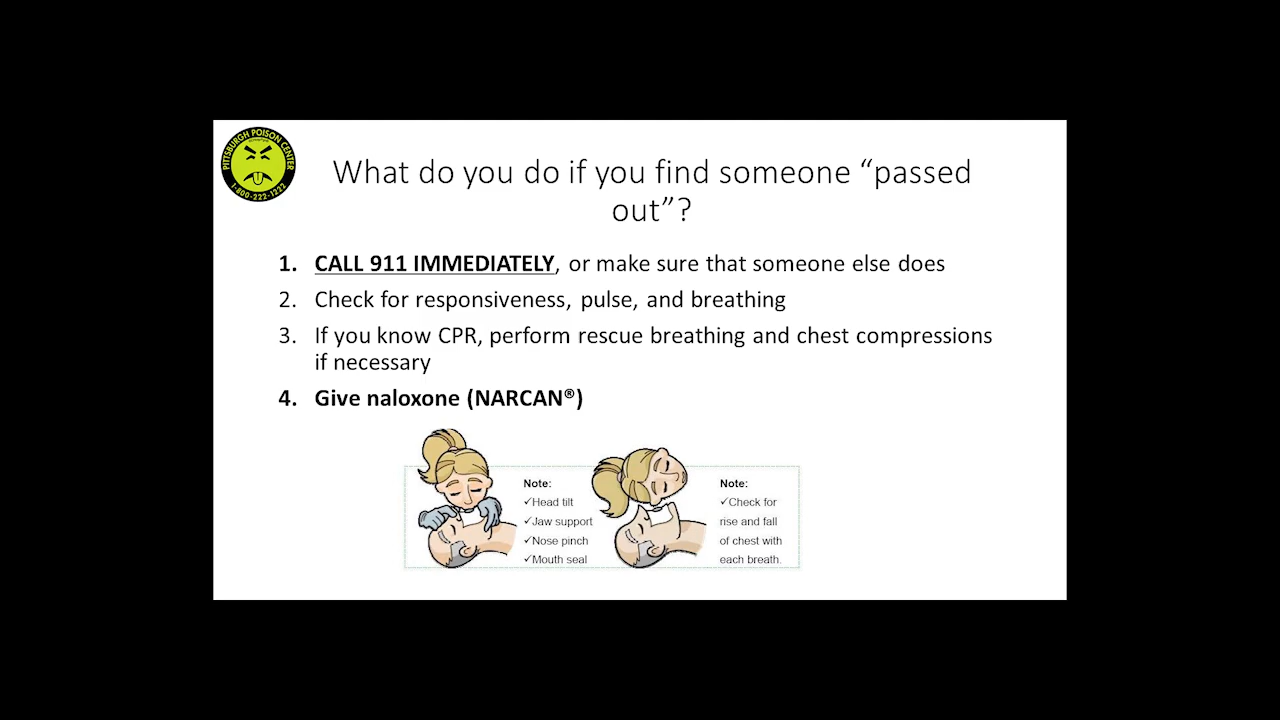 PITTSBURGH POISON CENTER
1-800-222-1222
What do you do if you find someone “passed
out”?
1. CALL 911 IMMEDIATELY, or make sure that someone else does
2. Check for responsiveness, pulse, and breathing
3. If you know CPR, perform rescue breathing and chest compressions
if necessary
4. Give naloxone (NARCAN®)
Note:
✓Head tilt
✓Jaw support
✓Nose pinch
✓Mouth seal
Note:
✓Check for
rise and fall
of chest with
each breath.